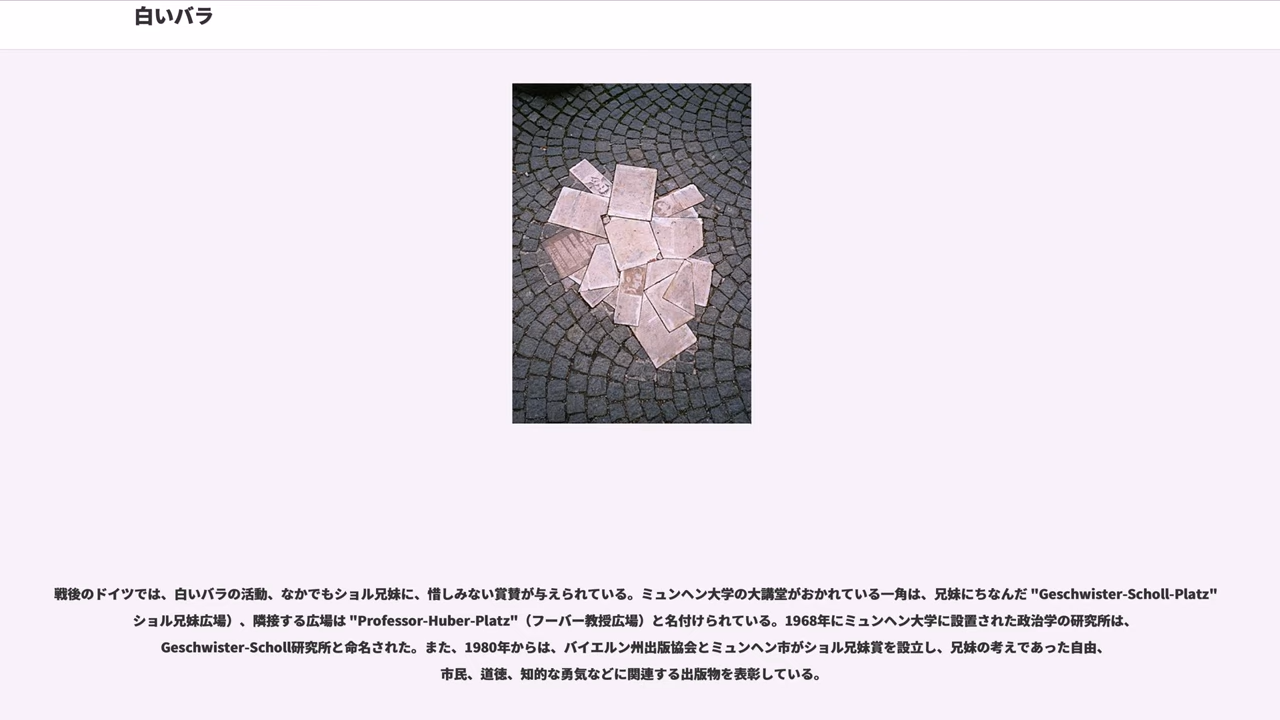 白いバラ
戦後のドイツでは、白いバラの活動、なかでもショル兄妹に、惜しみない賞賛が与えられている。ミュンヘン大学の大講堂がおかれている一角は、兄妹にちなんだ "Geschwister-Scholl-Platz"
ショル兄妹広場）、隣接する広場は "Professor-Huber-Platz"（フーバー教授広場）と名付けられている。1968年にミュンヘン大学に設置された政治学の研究所は、
Geschwister-Scholl研究所と命名された。また、1980年からは、バイエルン州出版協会とミュンヘン市がショル兄妹賞を設立し、兄妹の考えであった自由、
市民、道徳、知的な勇気などに関連する出版物を表彰している。